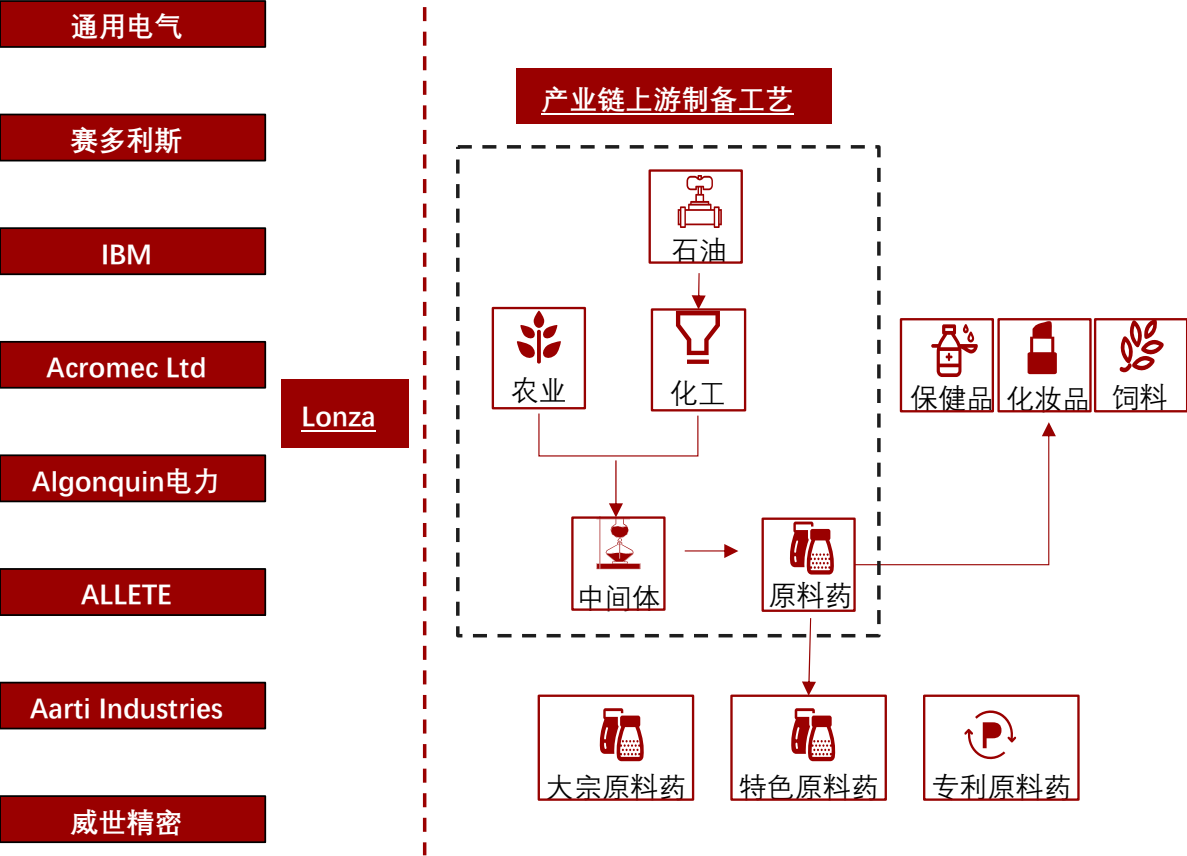 通用电气
赛多利斯
IBM
Acromec Ltd
Algonquin电力
ALLETE
Aarti Industries
威世精密
Lonza
产业链上游制备工艺
石油
农业
化工
中间体
原料药
保健品
化妆品
饲料
大宗原料药
特色原料药
P
专利原料药